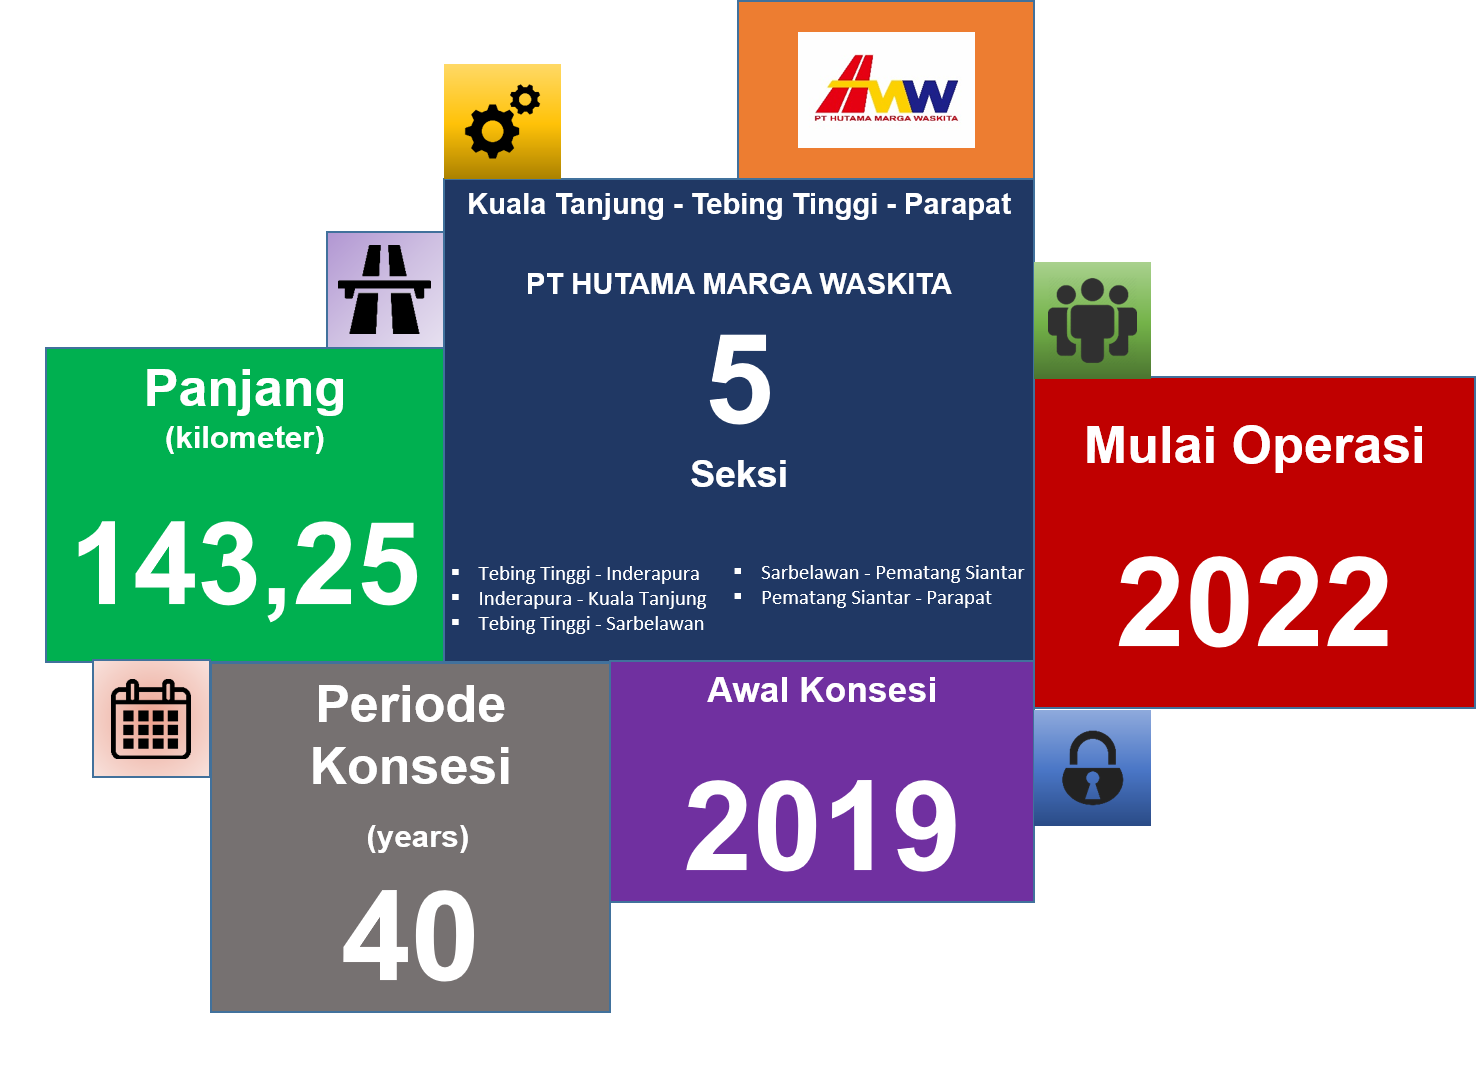 HMW
PT HUTAMA MARGA WASKITA
Kuala Tanjung - Tebing Tinggi - Parapat
PT HUTAMA MARGA WASKITA
5
Seksi
▪ Tebing Tinggi - Inderapura
▪ Inderapura - Kuala Tanjung
▪ Tebing Tinggi - Sarbelawan
▪ Sarbelawan - Pematang Siantar
▪ Pematang Siantar - Parapat
Panjang
(kilometer)
143,25
Mulai Operasi
2022
Periode
Konsesi
(years)
40
Awal Konsesi
2019